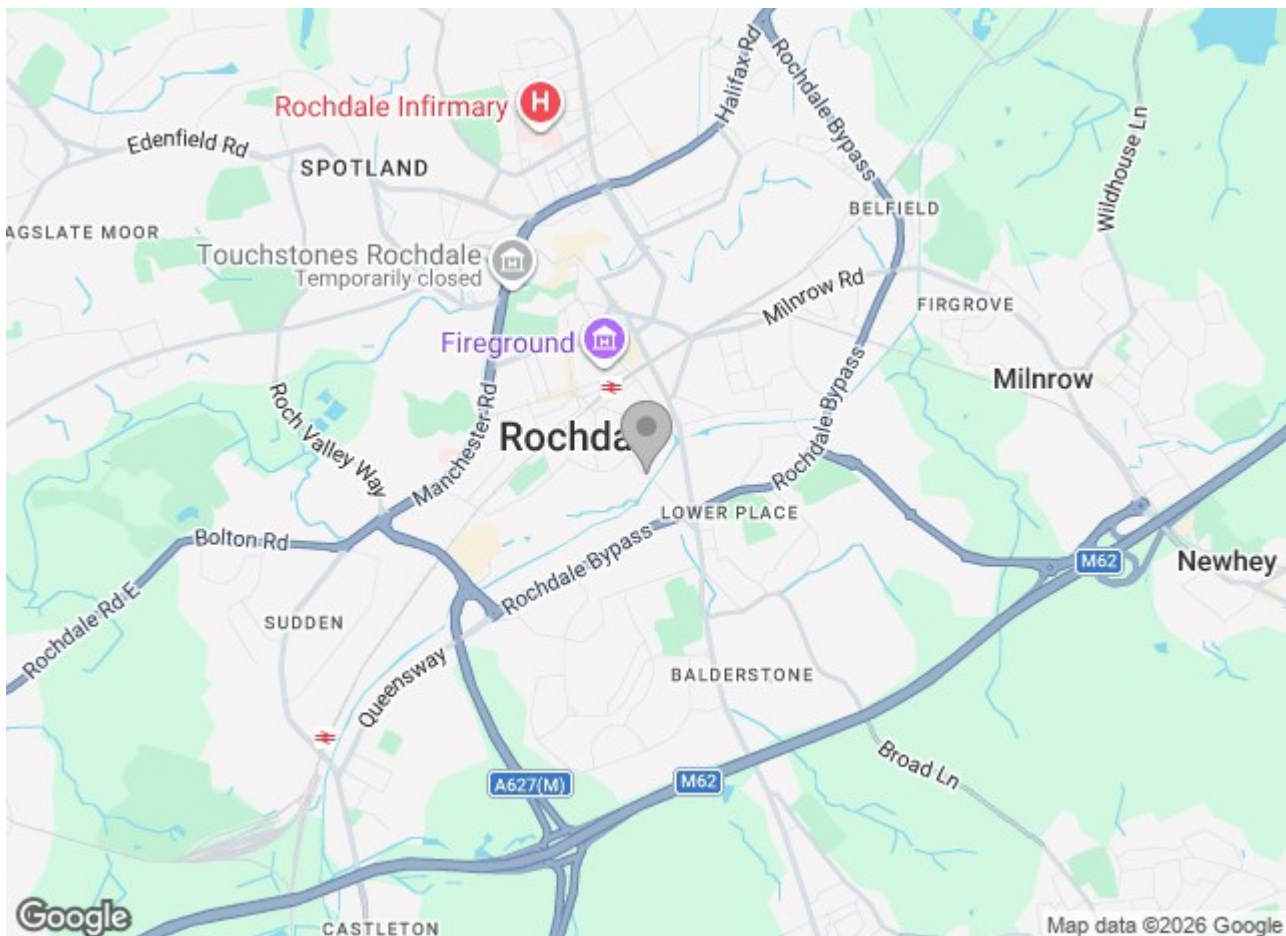 Halifax Rd
Rochdale Bypass
Rochdale Infirmary
H
Edenfield Rd
SPOTLAND
Wildhouse Ln
BELFIELD
AGSLATE MOOR
Touchstones Rochdale
Temporarily closed
Milnrow Rd
FIRGROVE
Fireground
Milnrow
Roch Valley Way
Manchester Rd
Rochdale Bypass
Rochda
LOWER PLACE
Bolton Rd
Rochdale Bypass
M62
Newhey
Rochdale Rd E
SUDDEN
Queensway
BALDERSTONE
Broad Ln
A627(M)
M62
Google
CASTLETON
Map data ©2026 Google